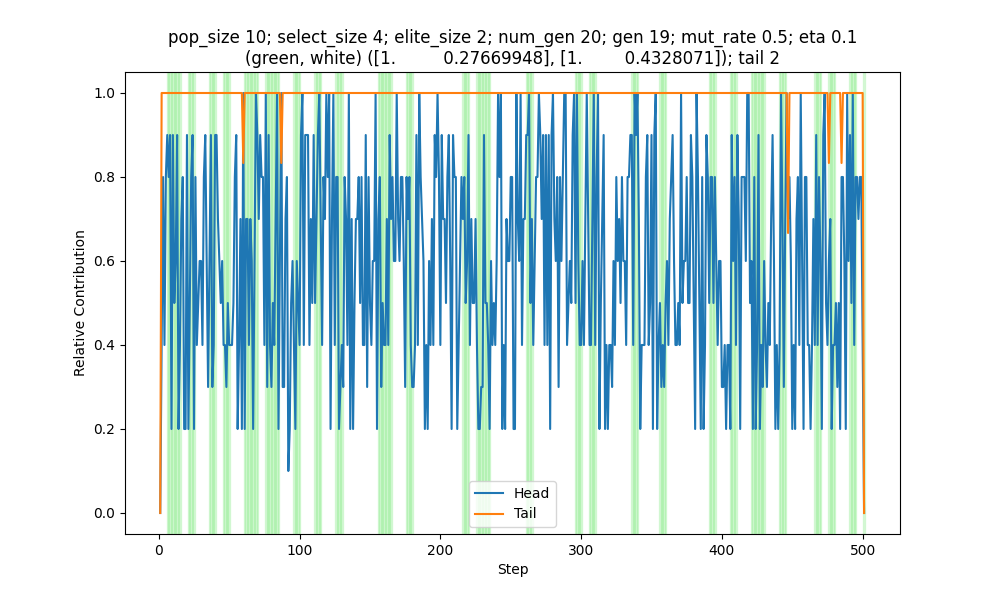 pop_size 10; select_size 4; elite_size 2; num_gen 20; gen 19; mut_rate 0.5; eta 0.1
(green, white) ([1. 0.27669948], [1. 0.4328071]); tail 2
1.0
0.8
0.6
0.4
0.2
0.0
Relative Contribution
Head
Tail
0 100 200 300 400 500
Step